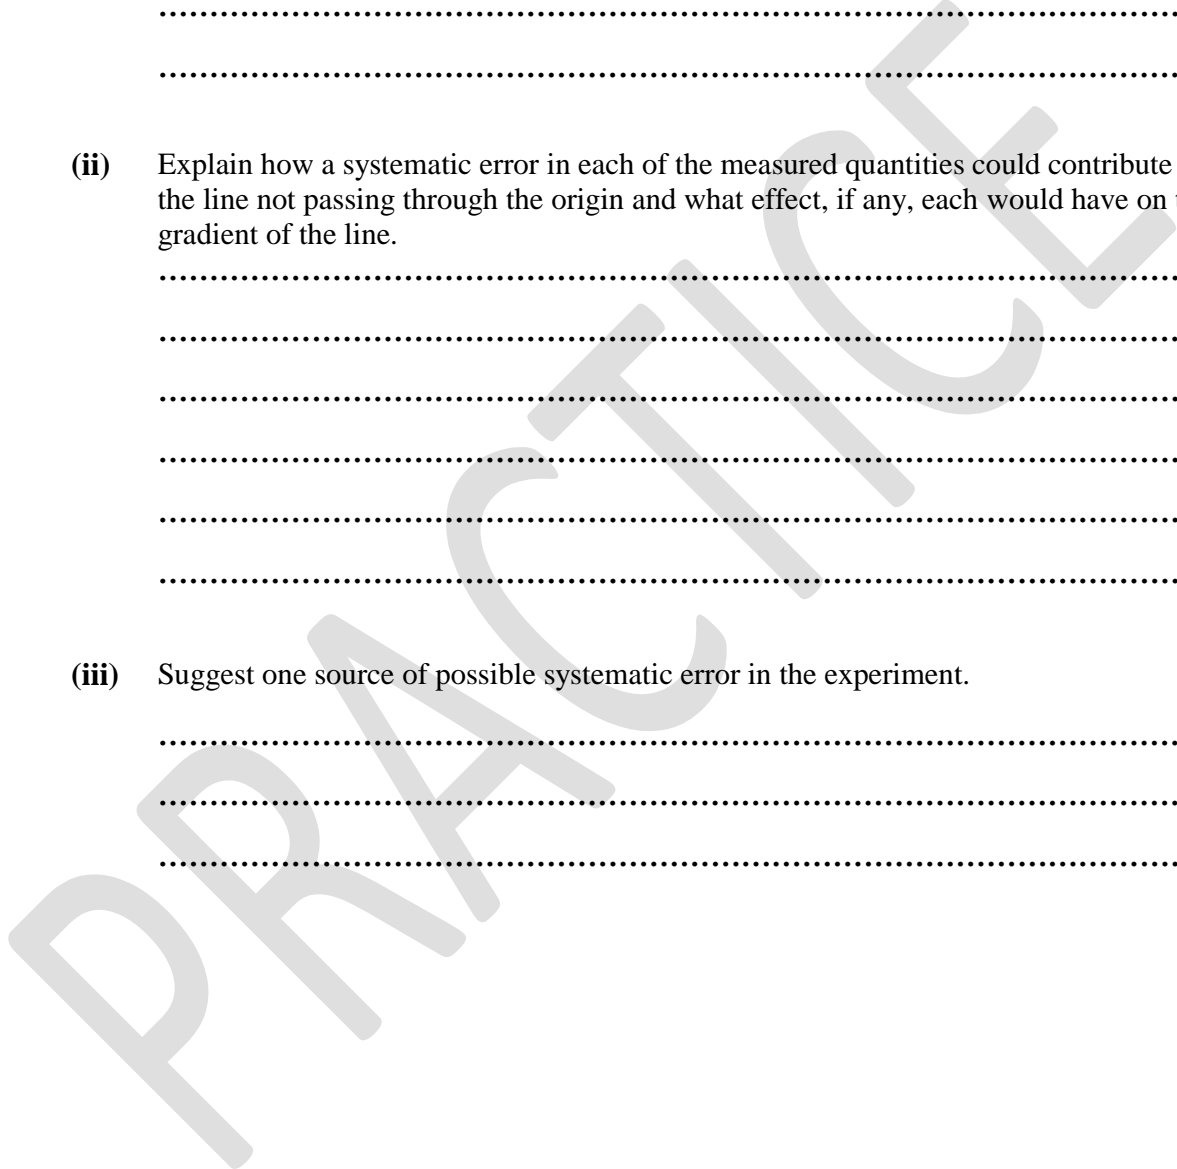 (ii) Explain how a systematic error in each of the measured quantities could contribute
the line not passing through the origin and what effect, if any, each would have on
gradient of the line.
(iii) Suggest one source of possible systematic error in the experiment.
PRACTICE